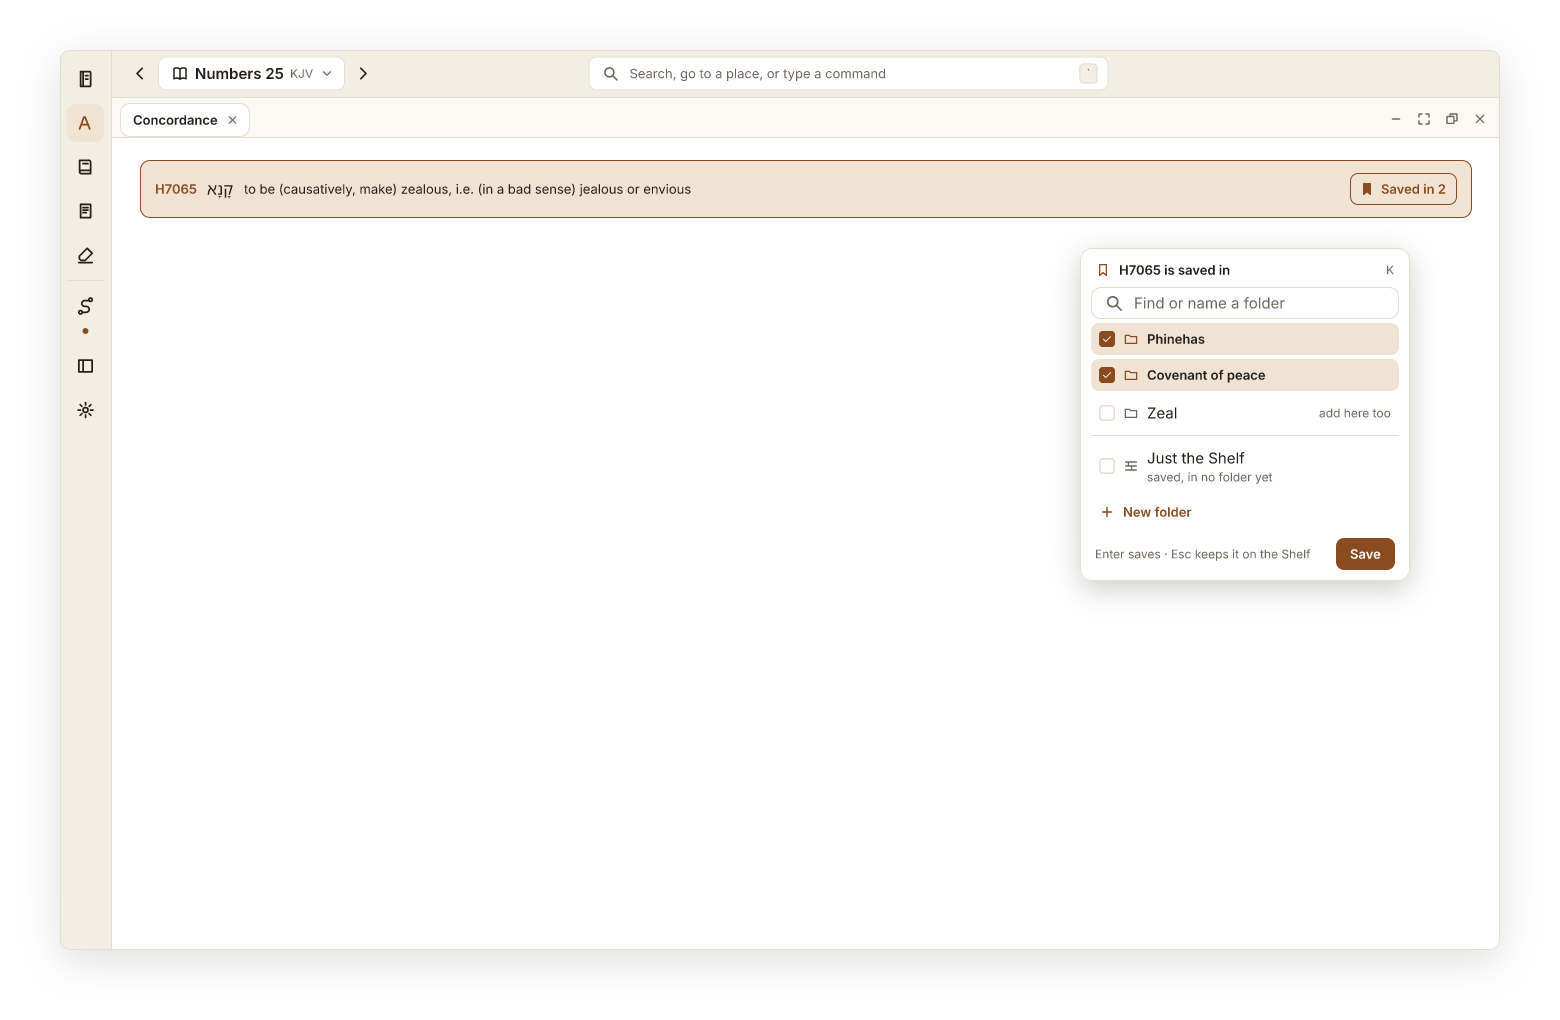 Numbers 25 KJV
Search, go to a place, or type a command
Concordance
H7065 קָנָא to be (causatively, make) zealous, i.e. (in a bad sense) jealous or envious
Saved in 2
H7065 is saved in K
Find or name a folder
Phinehas
Covenant of peace
Zeal add here too
Just the Shelf
saved, in no folder yet
New folder
Enter saves · Esc keeps it on the Shelf
Save